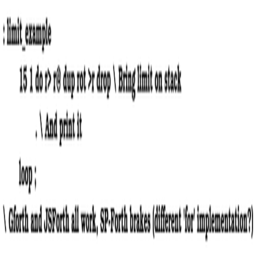 : limit_example
15 1 do r> r@ dup rot >r drop \ Bring limit on stack
. \ And print it
loop ;
\ Gforth and JSForth all work, SP-Forth brakes (different 'for' implementation?)